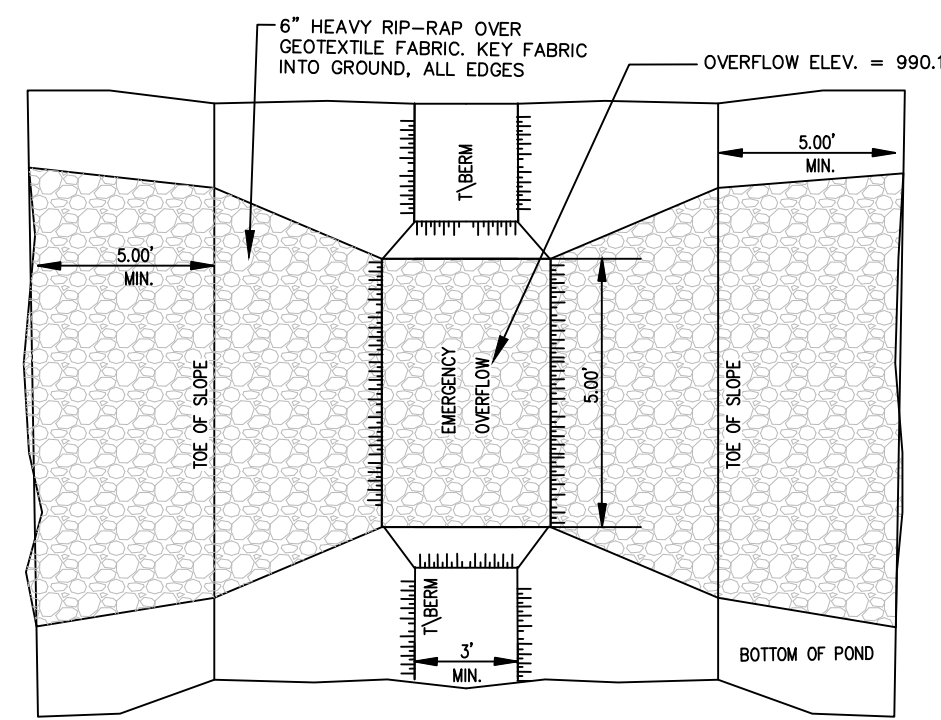 6" HEAVY RIP-RAP OVER
GEOTEXTILE FABRIC. KEY FABRIC
INTO GROUND, ALL EDGES
OVERFLOW ELEV. = 990.1
5.00'
MIN.
T\BERM
5.00'
MIN.
TOE OF SLOPE
EMERGENCY
OVERFLOW
5.00'
TOE OF SLOPE
T\BERM
3'
MIN.
BOTTOM OF POND